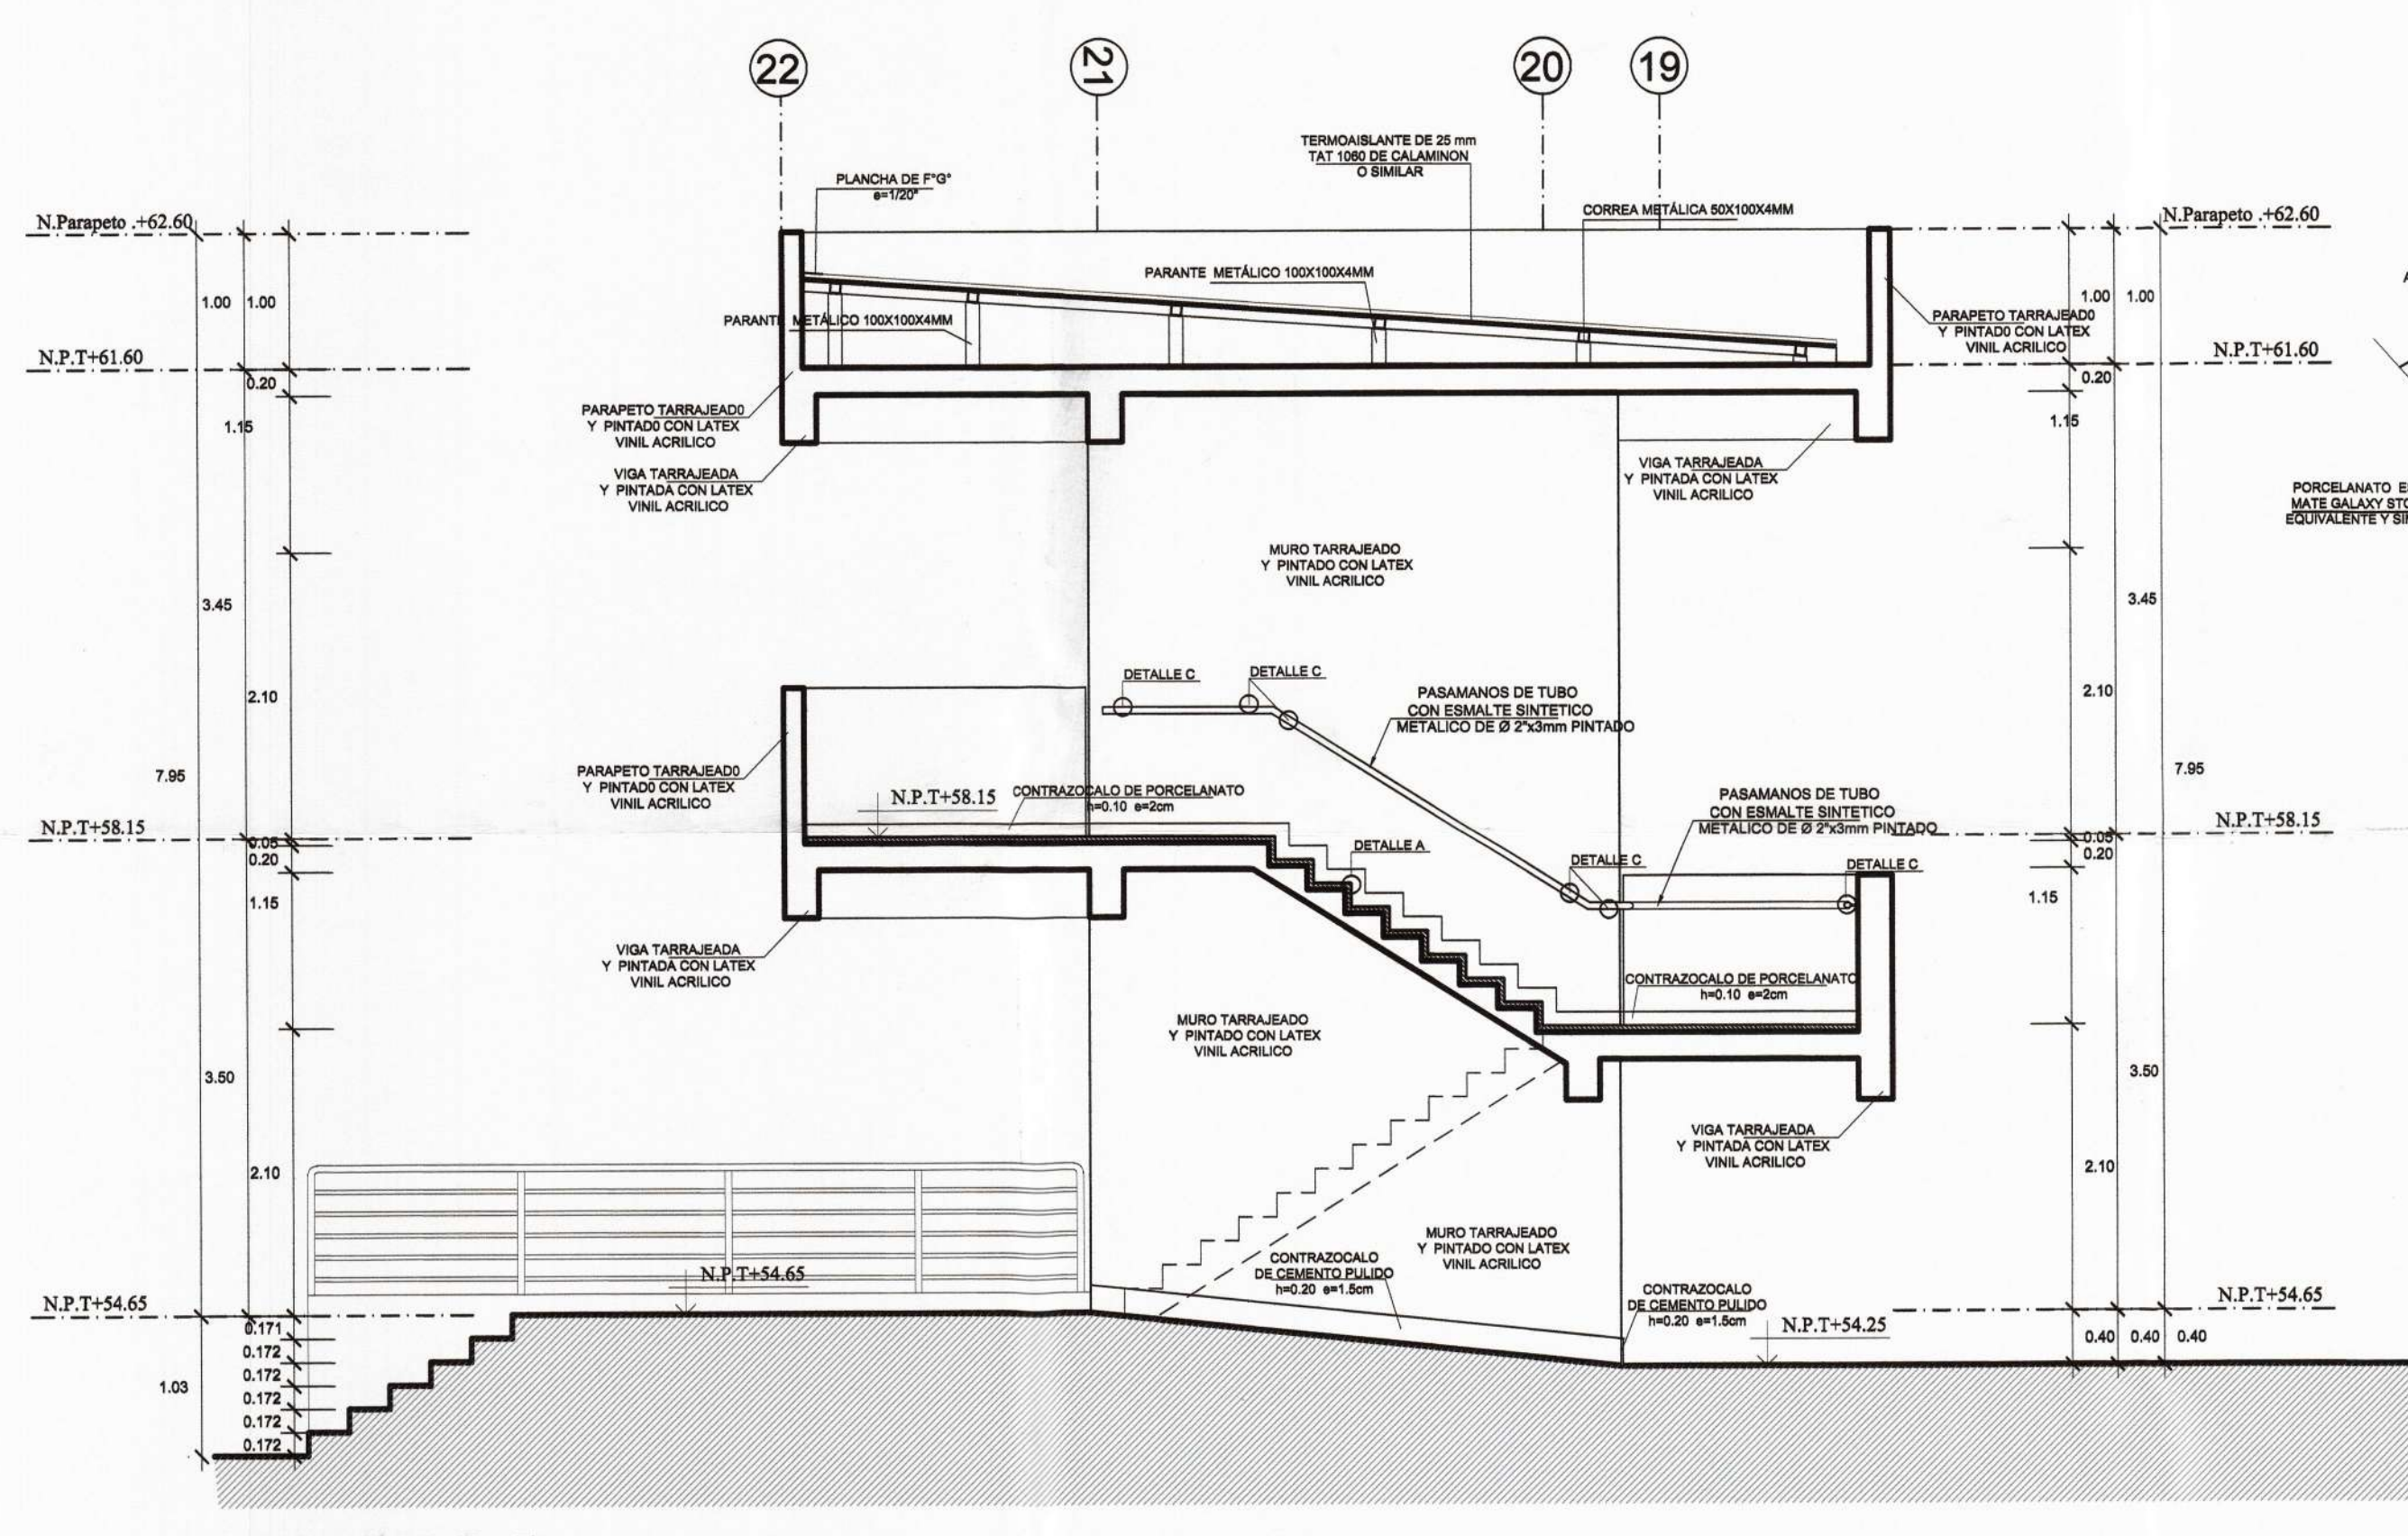 22
21
20
19
TERMOAISLANTE DE 25 mm
TAT 1060 DE CALAMINON
O SIMILAR
PLANCHA DE F°G°
e=1/20"
CORREA METÁLICA 50X100X4MM
N.Parapeto .+62.60
N.Parapeto .+62.60
PARANTE METÁLICO 100X100X4MM
1.00
1.00
1.00
1.00
PARANTE METÁLICO 100X100X4MM
PARAPETO TARRAJEADO
Y PINTADO CON LATEX
VINIL ACRILICO
N.P.T+61.60
N.P.T+61.60
0.20
0.20
PARAPETO TARRAJEADO
Y PINTADO CON LATEX
VINIL ACRILICO
1.15
1.15
VIGA TARRAJEADA
Y PINTADA CON LATEX
VINIL ACRILICO
VIGA TARRAJEADA
Y PINTADA CON LATEX
VINIL ACRILICO
PORCELANATO
MATE GALAXY
EQUIVALENTE Y
MURO TARRAJEADO
Y PINTADO CON LATEX
VINIL ACRILICO
3.45
3.45
DETALLE C
DETALLE C
2.10
2.10
PASAMANOS DE TUBO
CON ESMALTE SINTETICO
METALICO DE Ø 2"x3mm PINTADO
7.95
7.95
PARAPETO TARRAJEADO
Y PINTADO CON LATEX
VINIL ACRILICO
N.P.T+58.15
CONTRAZOCALO DE PORCELANATO
h=0.10 e=2cm
PASAMANOS DE TUBO
CON ESMALTE SINTETICO
METALICO DE Ø 2"x3mm PINTADO
N.P.T+58.15
N.P.T+58.15
0.05
0.05
0.20
0.20
DETALLE A
DETALLE C
DETALLE C
1.15
1.15
VIGA TARRAJEADA
Y PINTADA CON LATEX
VINIL ACRILICO
CONTRAZOCALO DE PORCELANATO
h=0.10 e=2cm
MURO TARRAJEADO
Y PINTADO CON LATEX
VINIL ACRILICO
3.50
3.50
VIGA TARRAJEADA
Y PINTADA CON LATEX
VINIL ACRILICO
2.10
2.10
MURO TARRAJEADO
Y PINTADO CON LATEX
VINIL ACRILICO
CONTRAZOCALO
DE CEMENTO PULIDO
h=0.20 e=1.5cm
N.P.T+54.65
CONTRAZOCALO
DE CEMENTO PULIDO
h=0.20 e=1.5cm
N.P.T+54.65
N.P.T+54.65
N.P.T+54.25
0.40
0.40
0.40
0.171
0.172
0.172
0.172
0.172
0.172
1.03